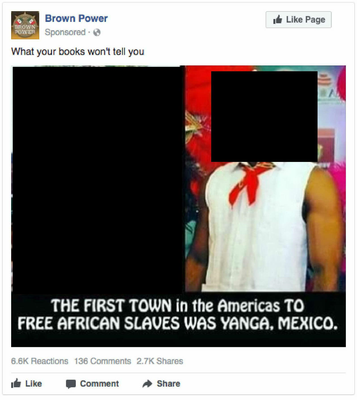 Brown Power
Sponsored ·
Like Page
What your books won't tell you
THE FIRST TOWN in the Americas TO
FREE AFRICAN SLAVES WAS YANGA, MEXICO.
6.6K Reactions 136 Comments 2.7K Shares
Like Comment Share